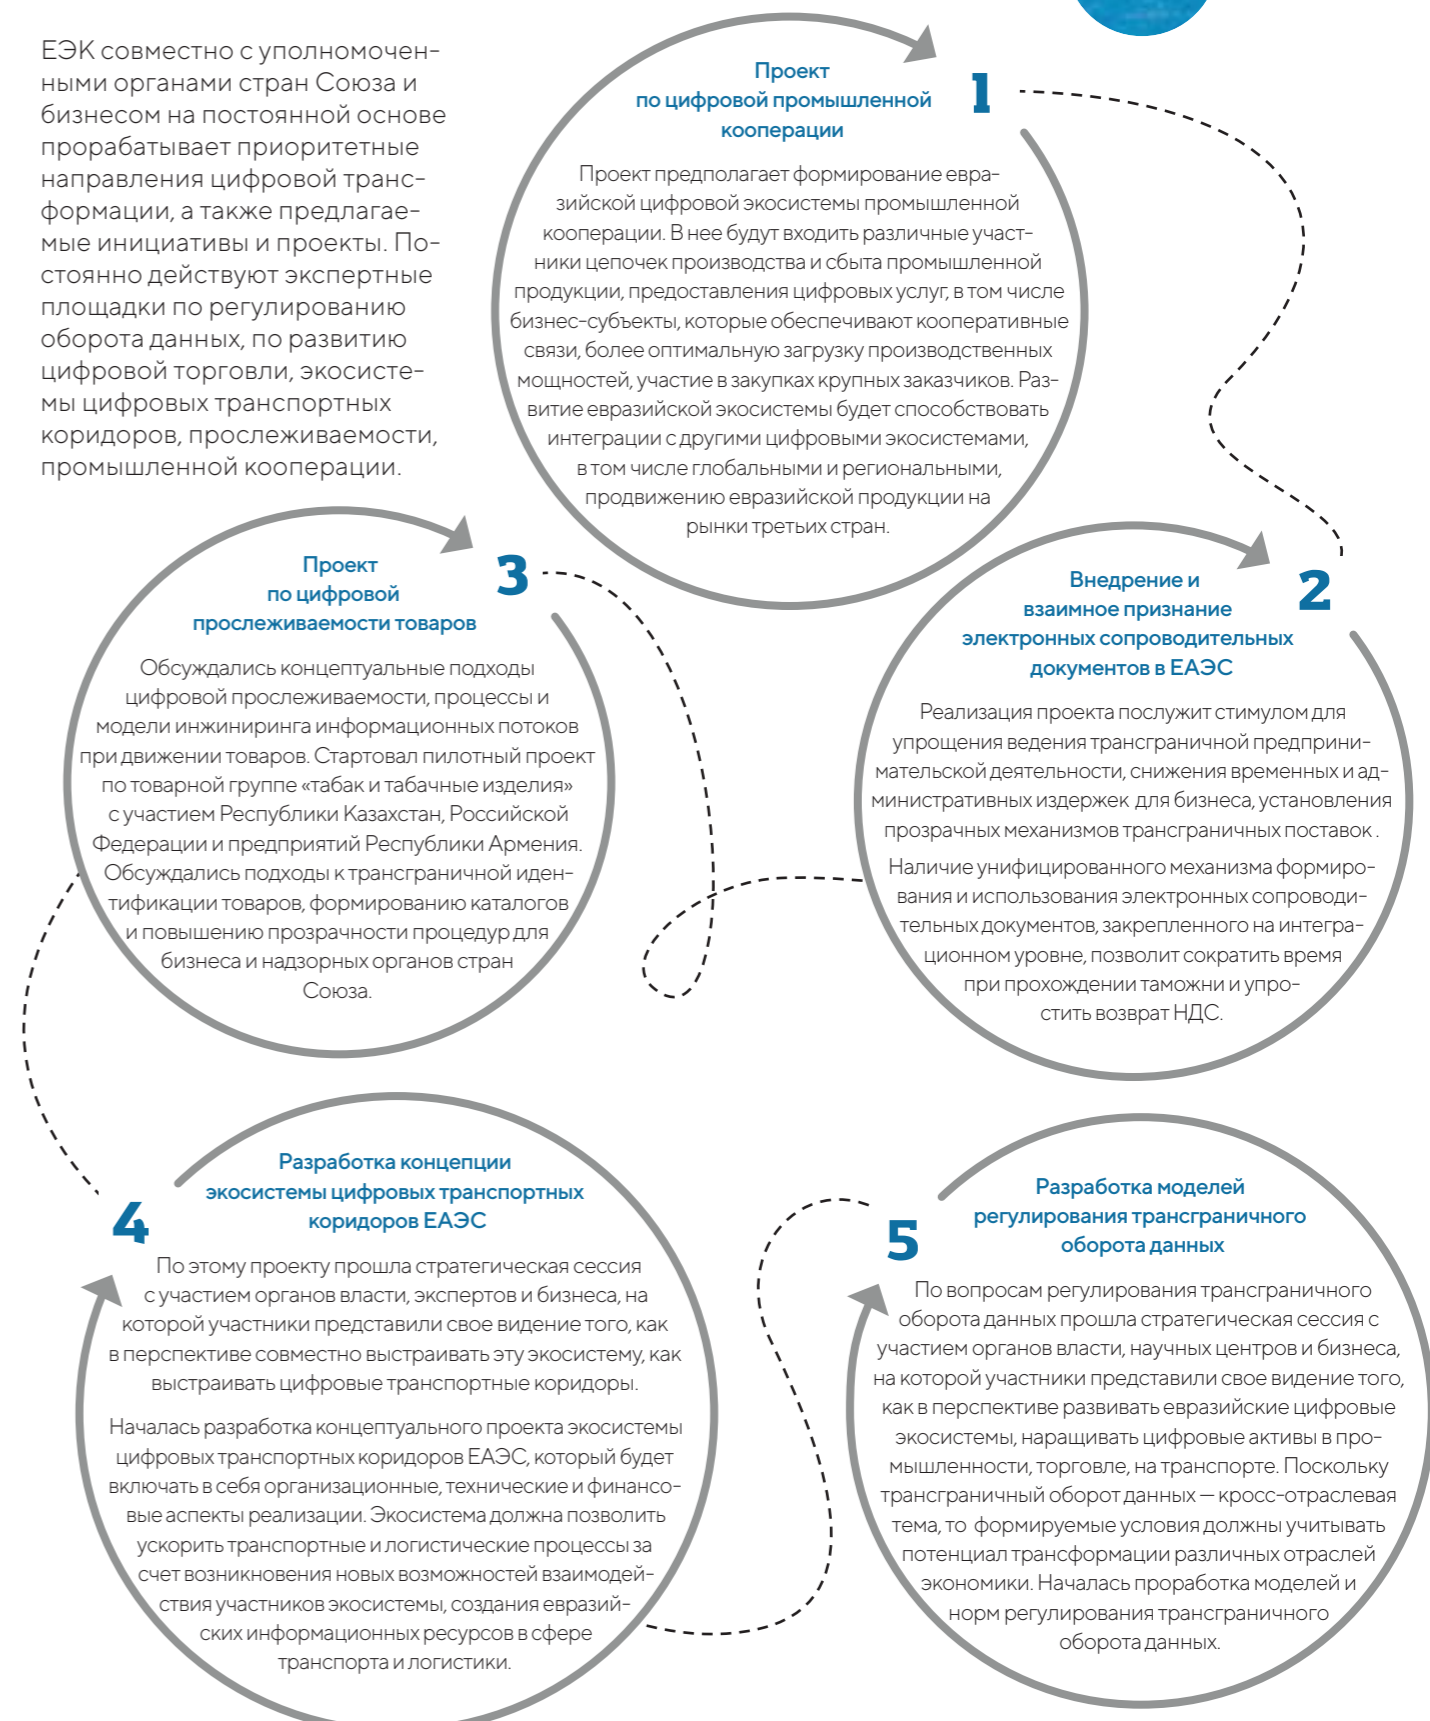 ЕЭК совместно с уполномочен-
ными органами стран Союза и
бизнесом на постоянной основе
прорабатывает приоритетные
направления цифровой транс-
формации, а также предлагае-
мые инициативы и проекты. По-
стоянно действуют экспертные
площадки по регулированию
оборота данных, по развитию
цифровой торговли, экосисте-
мы цифровых транспортных
коридоров, прослеживаемости,
промышленной кооперации.
1
Проект
по цифровой промышленной
кооперации
Проект предполагает формирование евра-
зийской цифровой экосистемы промышленной
кооперации. В нее будут входить различные участ-
ники цепочек производства и сбыта промышленной
продукции, предоставления цифровых услуг, в том числе
бизнес-субъекты, которые обеспечивают кооперативные
связи, более оптимальную загрузку производственных
мощностей, участие в закупках крупных заказчиков. Раз-
витие евразийской экосистемы будет способствовать
интеграции с другими цифровыми экосистемами,
в том числе глобальными и региональными,
продвижению евразийской продукции на
рынки третьих стран.
2
Внедрение и
взаимное признание
электронных сопроводительных
документов в ЕАЭС
Реализация проекта послужит стимулом для
упрощения ведения трансграничной предприни-
мательской деятельности, снижения временных и ад-
министративных издержек для бизнеса, установления
прозрачных механизмов трансграничных поставок .
Наличие унифицированного механизма формиро-
вания и использования электронных сопроводи-
тельных документов, закрепленного на интегра-
ционном уровне, позволит сократить время
при прохождении таможни и упро-
стить возврат НДС.
3
Проект
по цифровой
прослеживаемости товаров
Обсуждались концептуальные подходы
цифровой прослеживаемости, процессы и
модели инжиниринга информационных потоков
при движении товаров. Стартовал пилотный проект
по товарной группе «табак и табачные изделия»
с участием Республики Казахстан, Российской
Федерации и предприятий Республики Армения.
Обсуждались подходы к трансграничной иден-
тификации товаров, формированию каталогов
и повышению прозрачности процедур для
бизнеса и надзорных органов стран
Союза.
4
Разработка концепции
экосистемы цифровых транспортных
коридоров ЕАЭС
По этому проекту прошла стратегическая сессия
с участием органов власти, экспертов и бизнеса, на
которой участники представили свое видение того, как
в перспективе совместно выстраивать эту экосистему, как
выстраивать цифровые транспортные коридоры.
Началась разработка концептуального проекта экосистемы
цифровых транспортных коридоров ЕАЭС, который будет
включать в себя организационные, технические и финансо-
вые аспекты реализации. Экосистема должна позволить
ускорить транспортные и логистические процессы за
счет возникновения новых возможностей взаимодей-
ствия участников экосистемы, создания евразий-
ских информационных ресурсов в сфере
транспорта и логистики.
5
Разработка моделей
регулирования трансграничного
оборота данных
По вопросам регулирования трансграничного
оборота данных прошла стратегическая сессия с
участием органов власти, научных центров и бизнеса,
на которой участники представили свое видение того,
как в перспективе развивать евразийские цифровые
экосистемы, наращивать цифровые активы в про-
мышленности, торговле, на транспорте. Поскольку
трансграничный оборот данных — кросс-отраслевая
тема, то формируемые условия должны учитывать
потенциал трансформации различных отраслей
экономики. Началась проработка моделей и
норм регулирования трансграничного
оборота данных.